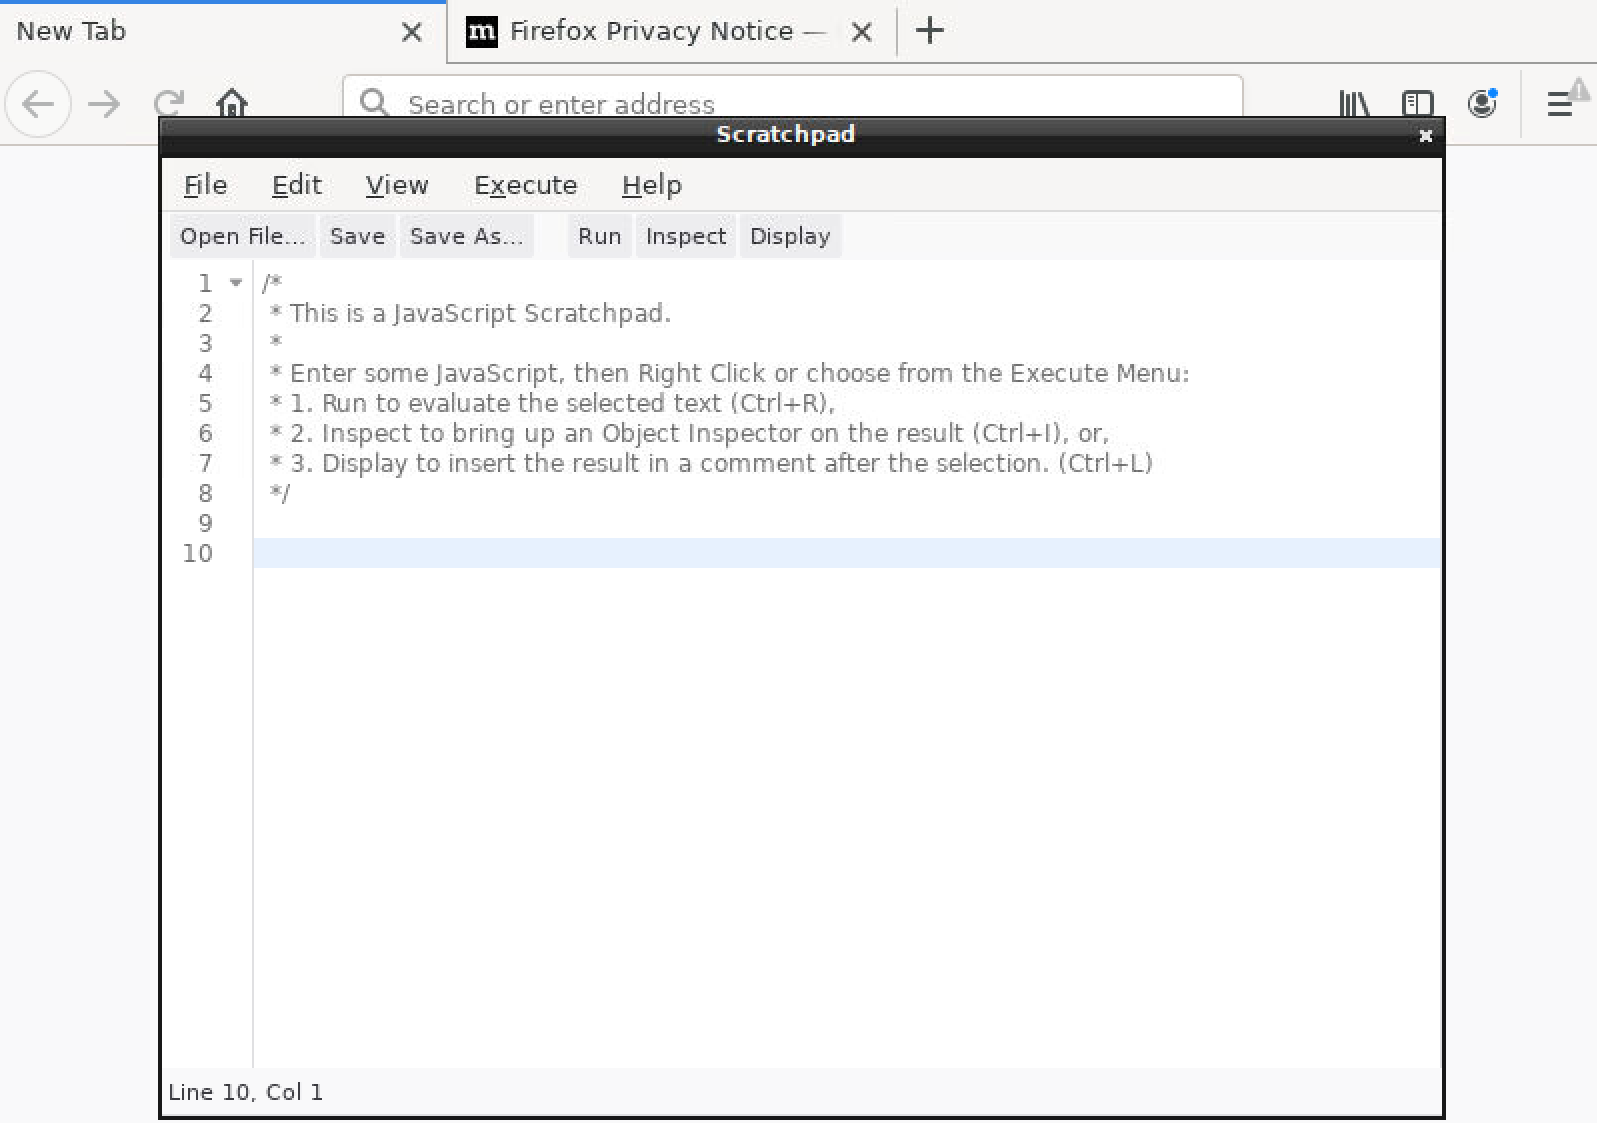 New Tab
m Firefox Privacy Notice —
Search or enter address
Scratchpad
File Edit View Execute Help
Open File... Save Save As... Run Inspect Display
1 /*
2 * This is a JavaScript Scratchpad.
3 *
4 * Enter some JavaScript, then Right Click or choose from the Execute Menu:
5 * 1. Run to evaluate the selected text (Ctrl+R),
6 * 2. Inspect to bring up an Object Inspector on the result (Ctrl+I), or,
7 * 3. Display to insert the result in a comment after the selection. (Ctrl+L)
8 */
9
10
Line 10, Col 1